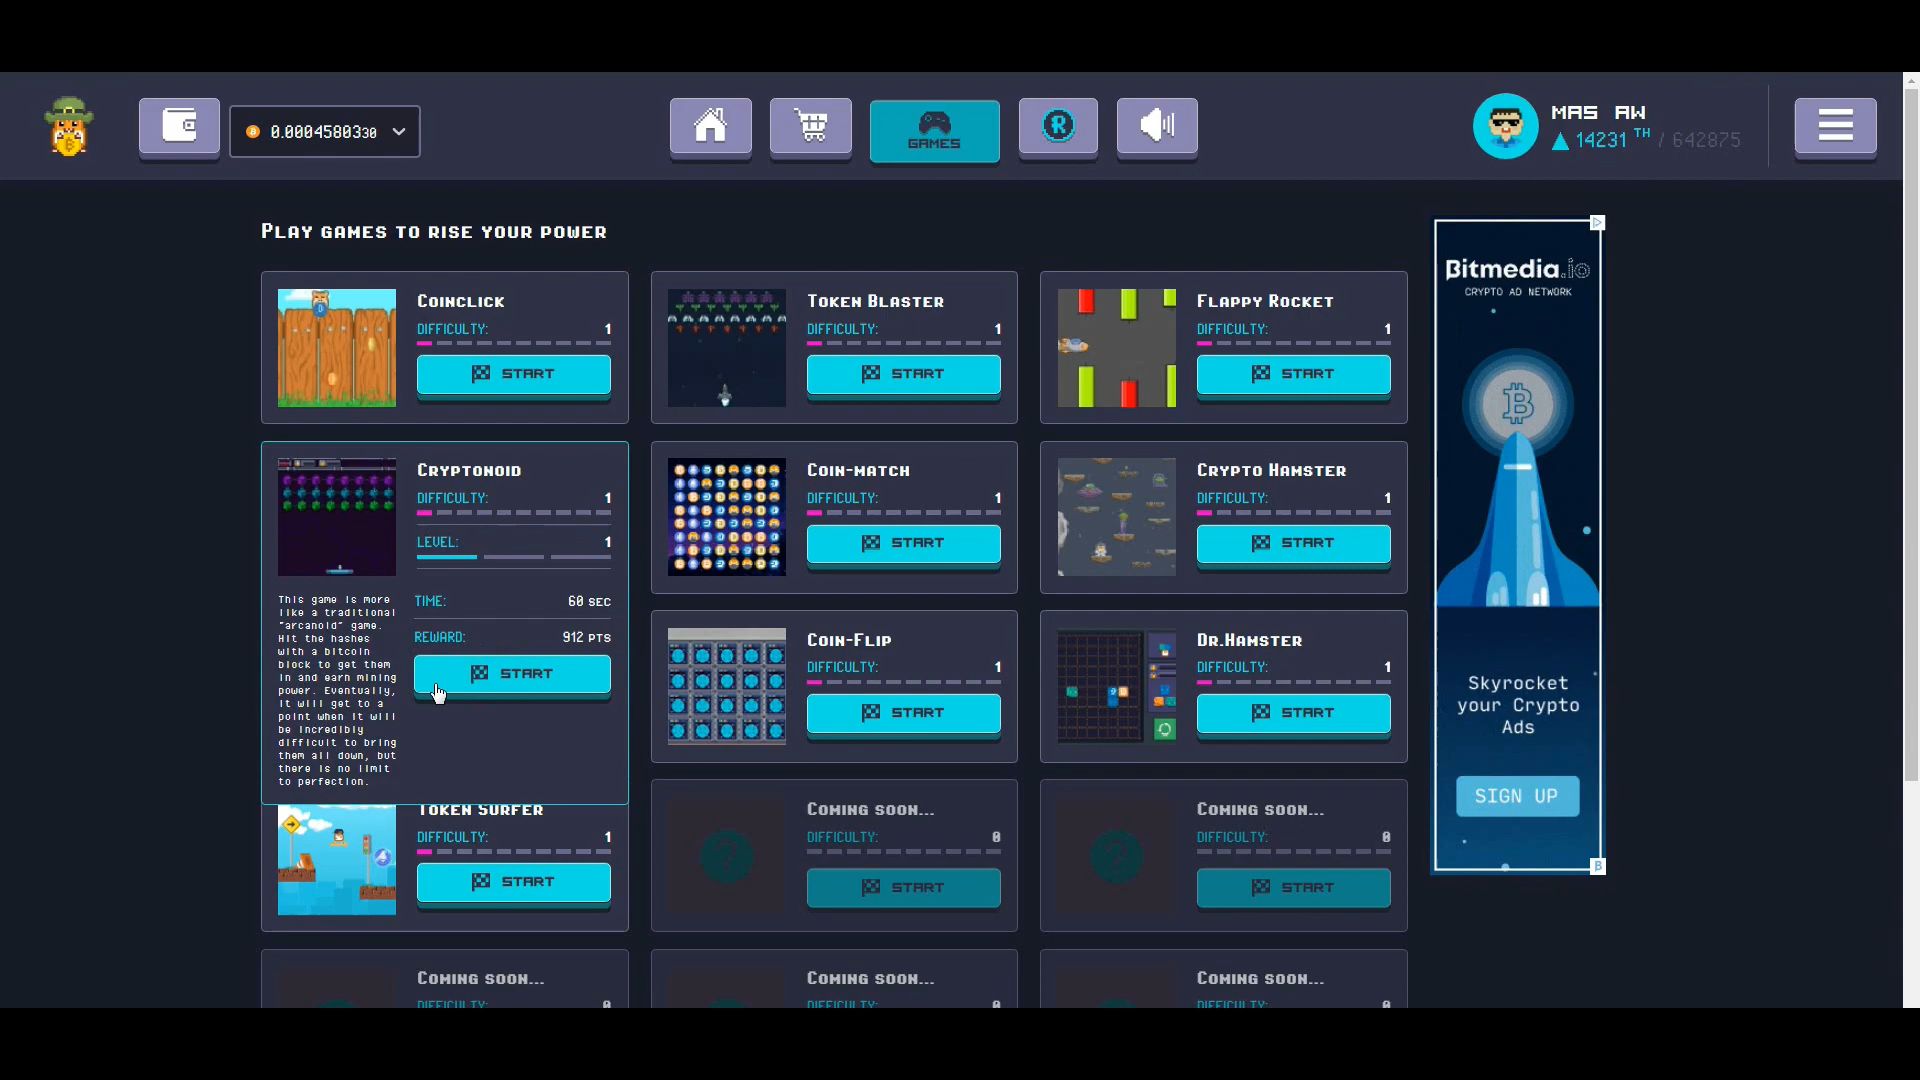 0.0004580330
GAMES
R
MAS AW
14231 TH / 642875
PLAY GAMES TO RISE YOUR POWER
COINCLICK
DIFFICULTY: 1
START
TOKEN BLASTER
DIFFICULTY: 1
START
FLAPPY ROCKET
DIFFICULTY: 1
START
CRYPTONOID
DIFFICULTY: 1
LEVEL: 1
TIME: 60 SEC
REWARD: 912 PTS
START
This game is more
like a traditional
"arcanoid" game.
Hit the hashes
with a bitcoin
block to get them
in and earn mining
power. Eventually,
it will get to a
point when it will
be incredibly
difficult to bring
them all down, but
there is no limit
to perfection.
COIN-MATCH
DIFFICULTY: 1
START
CRYPTO HAMSTER
DIFFICULTY: 1
START
COIN-FLIP
DIFFICULTY: 1
START
DR.HAMSTER
DIFFICULTY: 1
START
TOKEN SURFER
DIFFICULTY: 1
START
COMING SOON...
DIFFICULTY: 0
START
COMING SOON...
DIFFICULTY: 0
START
COMING SOON...
DIFFICULTY: 0
COMING SOON...
DIFFICULTY: 0
COMING SOON...
DIFFICULTY: 0
Bitmedia.io
CRYPTO AD NETWORK
Skyrocket
your Crypto
Ads
SIGN UP
B